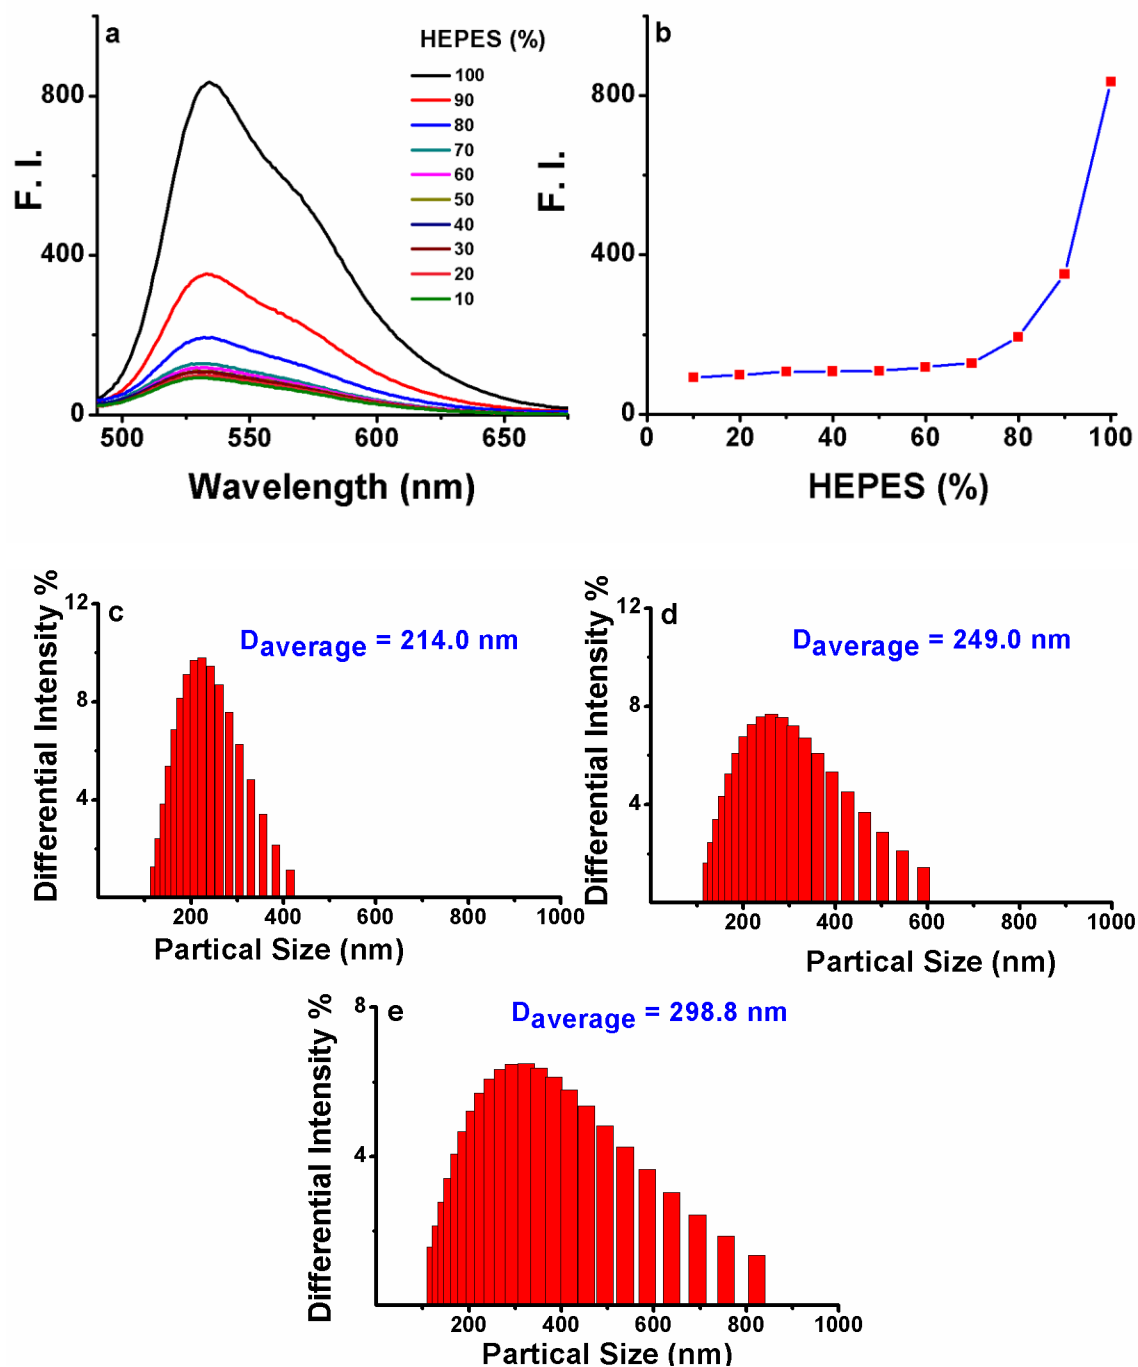 a
HEPES (%)
100
90
80
70
60
50
40
30
20
10
F. I.
800
400
0
500 550 600 650
Wavelength (nm)
b
F. I.
800
400
0
0 20 40 60 80 100
HEPES (%)
c
Daverage = 214.0 nm
Differential Intensity %
12
8
4
200 400 600 800 1000
Partical Size (nm)
d
Daverage = 249.0 nm
Differential Intensity %
12
8
4
200 400 600 800 1000
Partical Size (nm)
e
Daverage = 298.8 nm
Differential Intensity %
8
4
200 400 600 800 1000
Partical Size (nm)